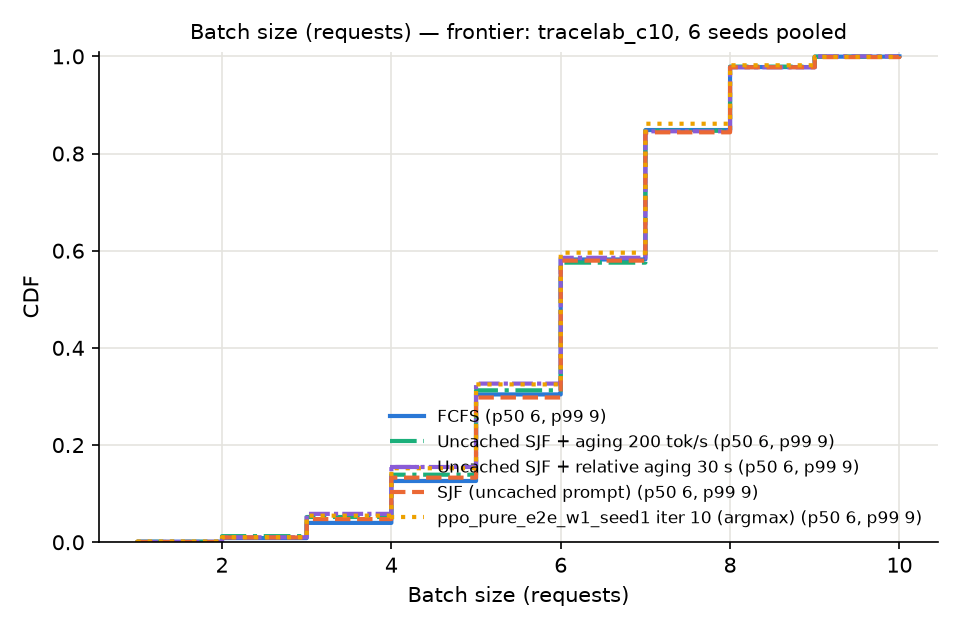 Batch size (requests) — frontier: tracelab_c10, 6 seeds pooled
1.0
0.8
0.6
0.4
0.2
0.0
CDF
FCFS (p50 6, p99 9)
Uncached SJF + aging 200 tok/s (p50 6, p99 9)
Uncached SJF + relative aging 30 s (p50 6, p99 9)
SJF (uncached prompt) (p50 6, p99 9)
ppo_pure_e2e_w1_seed1 iter 10 (argmax) (p50 6, p99 9)
2 4 6 8 10
Batch size (requests)